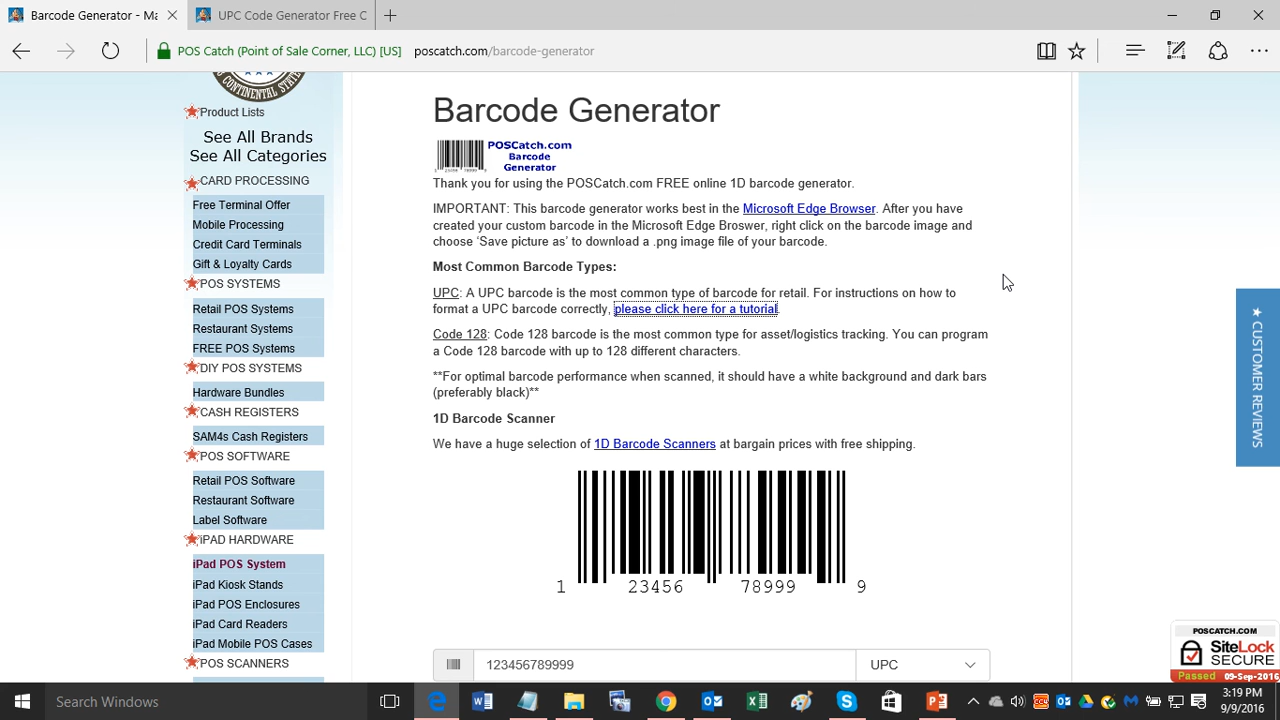 Barcode Generator - Ma
UPC Code Generator Free C
POS Catch (Point of Sale Corner, LLC) [US]
poscatch.com/barcode-generator
CONTINENTAL STATE
Product Lists
See All Brands
See All Categories
CARD PROCESSING
Free Terminal Offer
Mobile Processing
Credit Card Terminals
Gift & Loyalty Cards
POS SYSTEMS
Retail POS Systems
Restaurant Systems
FREE POS Systems
DIY POS SYSTEMS
Hardware Bundles
CASH REGISTERS
SAM4s Cash Registers
POS SOFTWARE
Retail POS Software
Restaurant Software
Label Software
iPAD HARDWARE
iPad POS System
iPad Kiosk Stands
iPad POS Enclosures
iPad Card Readers
iPad Mobile POS Cases
POS SCANNERS
Barcode Generator
POSCatch.com
Barcode
Generator
Thank you for using the POSCatch.com FREE online 1D barcode generator.
IMPORTANT: This barcode generator works best in the Microsoft Edge Browser. After you have
created your custom barcode in the Microsoft Edge Broswer, right click on the barcode image and
choose ‘Save picture as’ to download a .png image file of your barcode.
Most Common Barcode Types:
UPC: A UPC barcode is the most common type of barcode for retail. For instructions on how to
format a UPC barcode correctly, please click here for a tutorial.
Code 128: Code 128 barcode is the most common type for asset/logistics tracking. You can program
a Code 128 barcode with up to 128 different characters.
**For optimal barcode performance when scanned, it should have a white background and dark bars
(preferably black)**
1D Barcode Scanner
We have a huge selection of 1D Barcode Scanners at bargain prices with free shipping.
1 23456 78999 9
123456789999
UPC
★ CUSTOMER REVIEWS
POSCATCH.COM
SiteLock
SECURE
Passed 09-Sep-2016
Search Windows
3:19 PM
9/9/2016